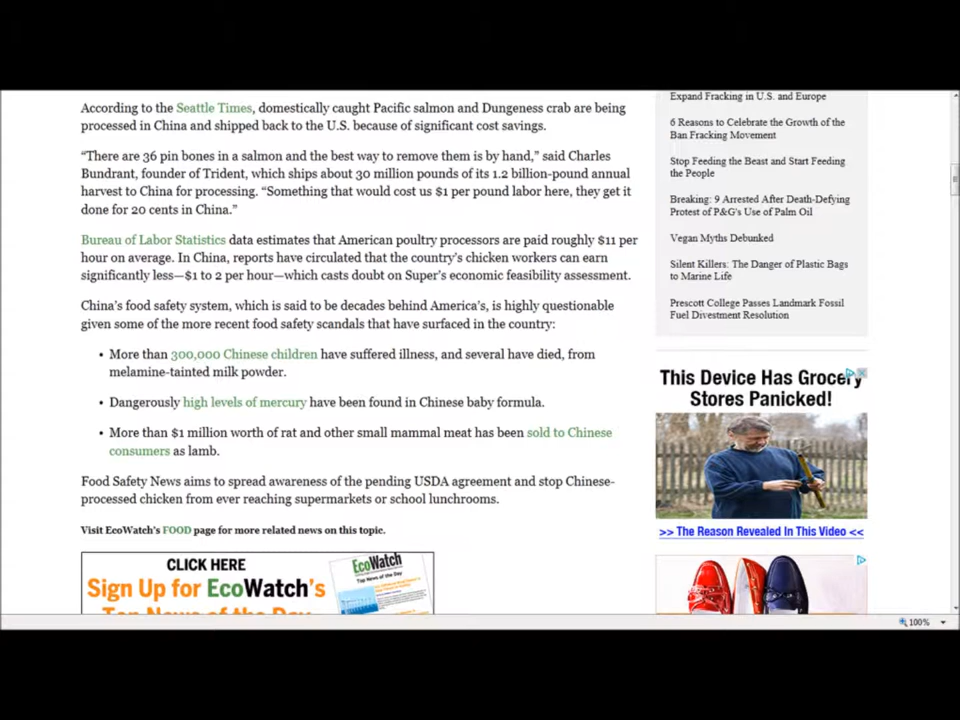 According to the Seattle Times, domestically caught Pacific salmon and Dungeness crab are being
processed in China and shipped back to the U.S. because of significant cost savings.
“There are 36 pin bones in a salmon and the best way to remove them is by hand,” said Charles
Bundrant, founder of Trident, which ships about 30 million pounds of its 1.2 billion-pound annual
harvest to China for processing. “Something that would cost us $1 per pound labor here, they get it
done for 20 cents in China.”
Bureau of Labor Statistics data estimates that American poultry processors are paid roughly $11 per
hour on average. In China, reports have circulated that the country’s chicken workers can earn
significantly less—$1 to 2 per hour—which casts doubt on Super’s economic feasibility assessment.
China’s food safety system, which is said to be decades behind America’s, is highly questionable
given some of the more recent food safety scandals that have surfaced in the country:
• More than 300,000 Chinese children have suffered illness, and several have died, from
melamine-tainted milk powder.
• Dangerously high levels of mercury have been found in Chinese baby formula.
• More than $1 million worth of rat and other small mammal meat has been sold to Chinese
consumers as lamb.
Food Safety News aims to spread awareness of the pending USDA agreement and stop Chinese-
processed chicken from ever reaching supermarkets or school lunchrooms.
Visit EcoWatch’s FOOD page for more related news on this topic.
CLICK HERE
Sign Up for EcoWatch’s
Top News of the Day
EcoWatch
Top News of the Day
Expand Fracking in U.S. and Europe
6 Reasons to Celebrate the Growth of the
Ban Fracking Movement
Stop Feeding the Beast and Start Feeding
the People
Breaking: 9 Arrested After Death-Defying
Protest of P&G's Use of Palm Oil
Vegan Myths Debunked
Silent Killers: The Danger of Plastic Bags
to Marine Life
Prescott College Passes Landmark Fossil
Fuel Divestment Resolution
This Device Has Grocery
Stores Panicked!
>> The Reason Revealed In This Video <<
100%